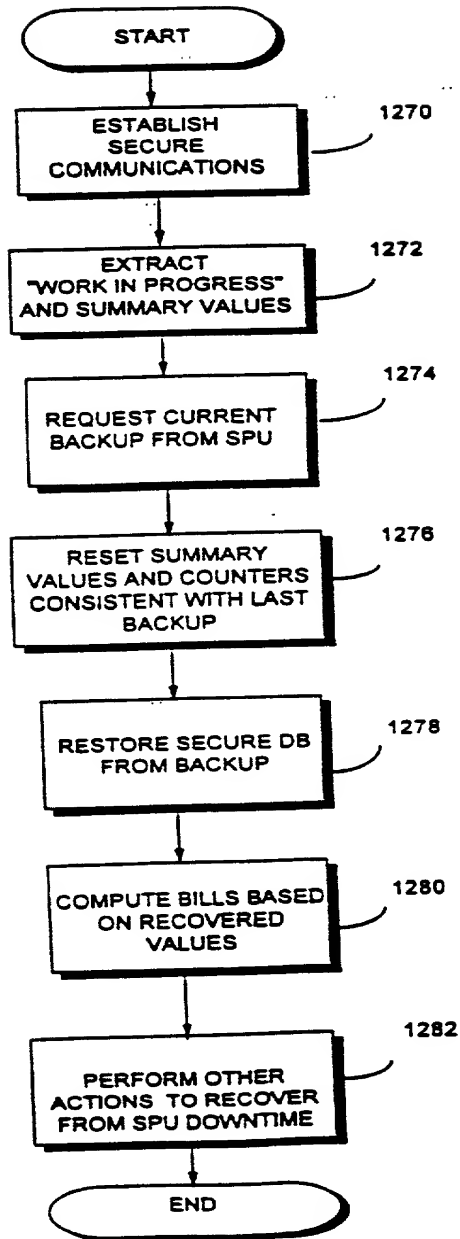 START
1270
ESTABLISH
SECURE
COMMUNICATIONS
1272
EXTRACT
"WORK IN PROGRESS"
AND SUMMARY VALUES
1274
REQUEST CURRENT
BACKUP FROM SPU
1276
RESET SUMMARY
VALUES AND COUNTERS
CONSISTENT WITH LAST
BACKUP
1278
RESTORE SECURE DB
FROM BACKUP
1280
COMPUTE BILLS BASED
ON RECOVERED
VALUES
1282
PERFORM OTHER
ACTIONS TO RECOVER
FROM SPU DOWNTIME
END